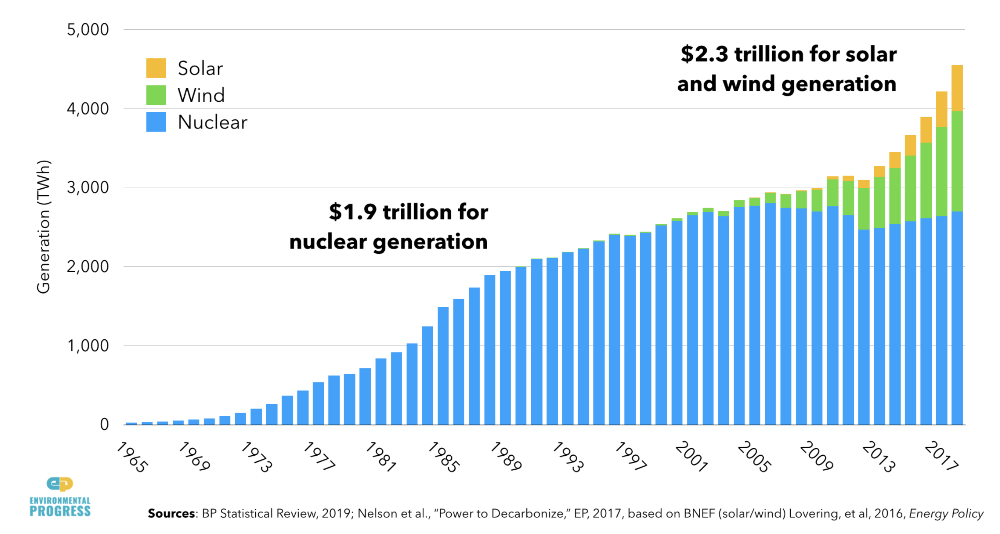 5,000
$2.3 trillion for solar
and wind generation
Solar
Wind
Nuclear
4,000
3,000
$1.9 trillion for
nuclear generation
2,000
1,000
0
Generation (TWh)
1965
1969
1973
1977
1981
1985
1989
1993
1997
2001
2005
2009
2013
2017
ep
ENVIRONMENTAL
PROGRESS
Sources: BP Statistical Review, 2019; Nelson et al., “Power to Decarbonize,” EP, 2017, based on BNEF (solar/wind) Lovering, et al, 2016, Energy Policy